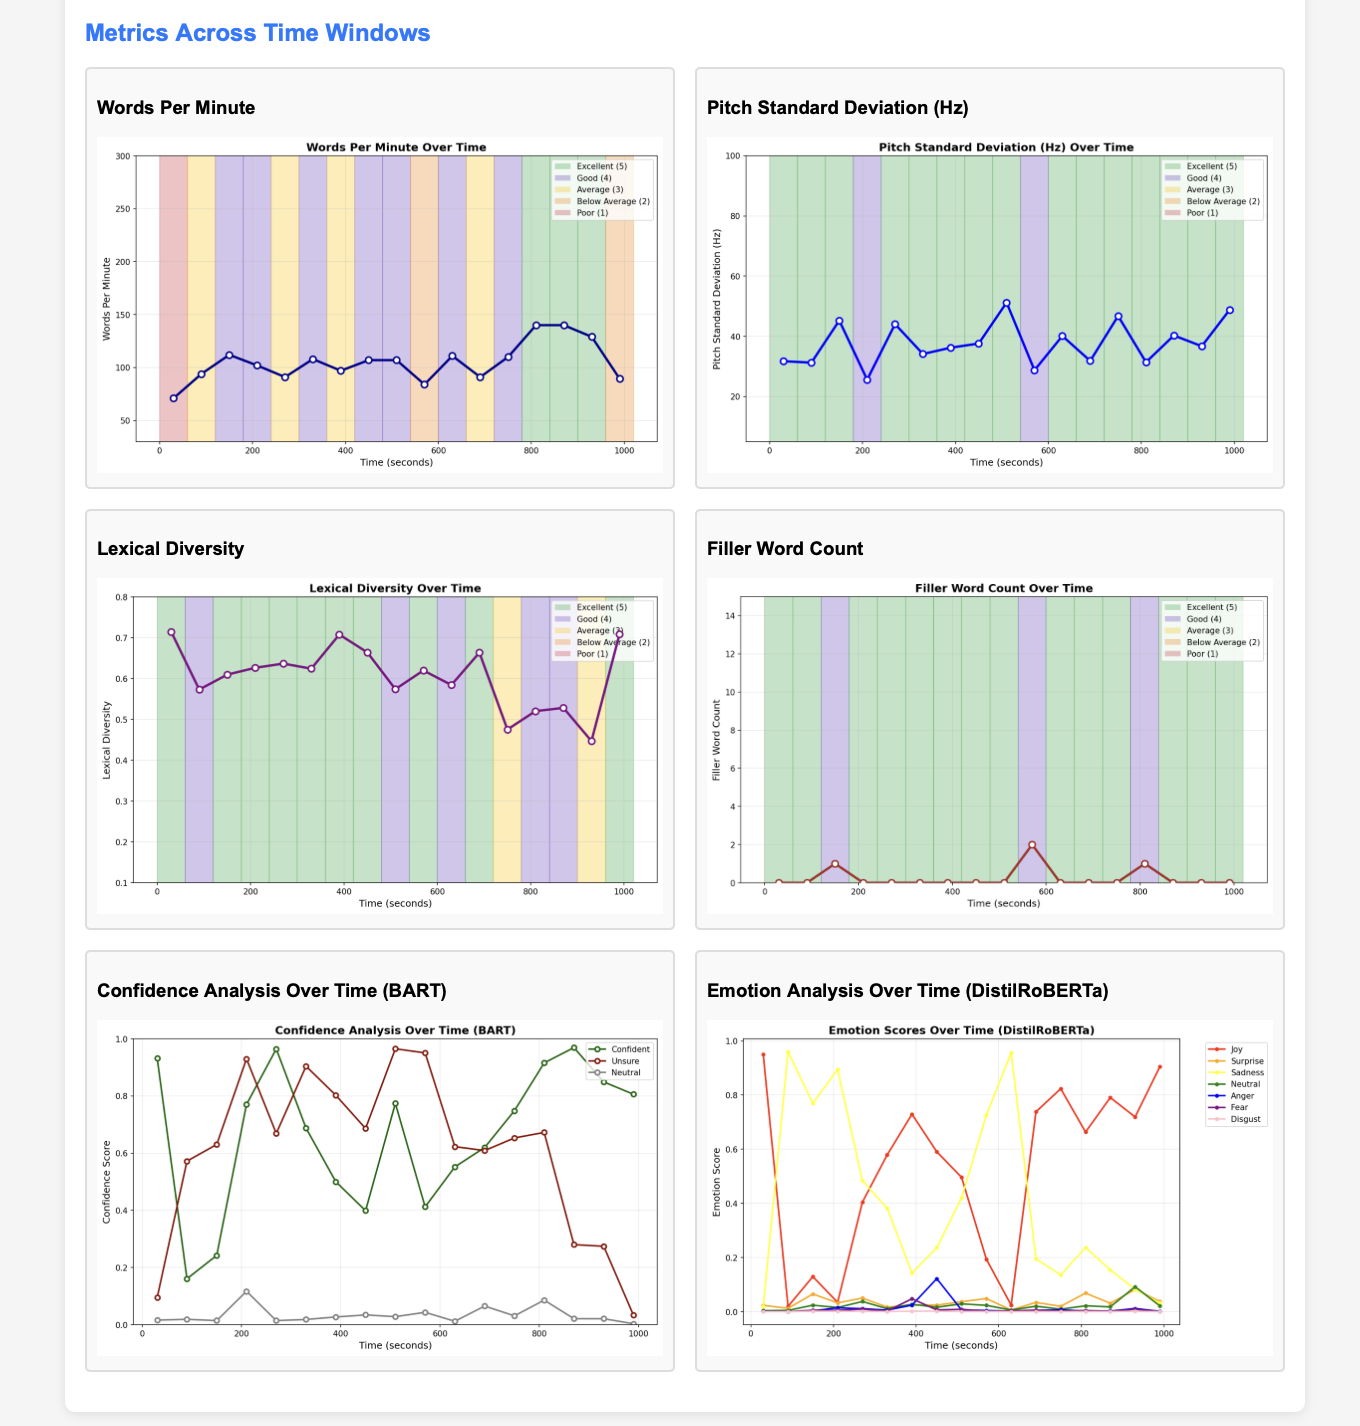 Metrics Across Time Windows
Words Per Minute
Words Per Minute Over Time
300
250
200
150
100
50
Words Per Minute
0
200
400
600
800
1000
Time (seconds)
Excellent (5)
Good (4)
Average (3)
Below Average (2)
Poor (1)
Pitch Standard Deviation (Hz)
Pitch Standard Deviation (Hz) Over Time
100
80
60
40
20
Pitch Standard Deviation (Hz)
0
200
400
600
800
1000
Time (seconds)
Excellent (5)
Good (4)
Average (3)
Below Average (2)
Poor (1)
Lexical Diversity
Lexical Diversity Over Time
0.8
0.7
0.6
0.5
0.4
0.3
0.2
0.1
Lexical Diversity
0
200
400
600
800
1000
Time (seconds)
Excellent (5)
Good (4)
Average (3)
Below Average (2)
Poor (1)
Filler Word Count
Filler Word Count Over Time
14
12
10
8
6
4
2
0
Filler Word Count
0
200
400
600
800
1000
Time (seconds)
Excellent (5)
Good (4)
Average (3)
Below Average (2)
Poor (1)
Confidence Analysis Over Time (BART)
Confidence Analysis Over Time (BART)
1.0
0.8
0.6
0.4
0.2
0.0
Confidence Score
0
200
400
600
800
1000
Time (seconds)
Confident
Unsure
Neutral
Emotion Analysis Over Time (DistilRoBERTa)
Emotion Scores Over Time (DistilRoBERTa)
1.0
0.8
0.6
0.4
0.2
0.0
Emotion Score
0
200
400
600
800
1000
Time (seconds)
Joy
Surprise
Sadness
Neutral
Anger
Fear
Disgust